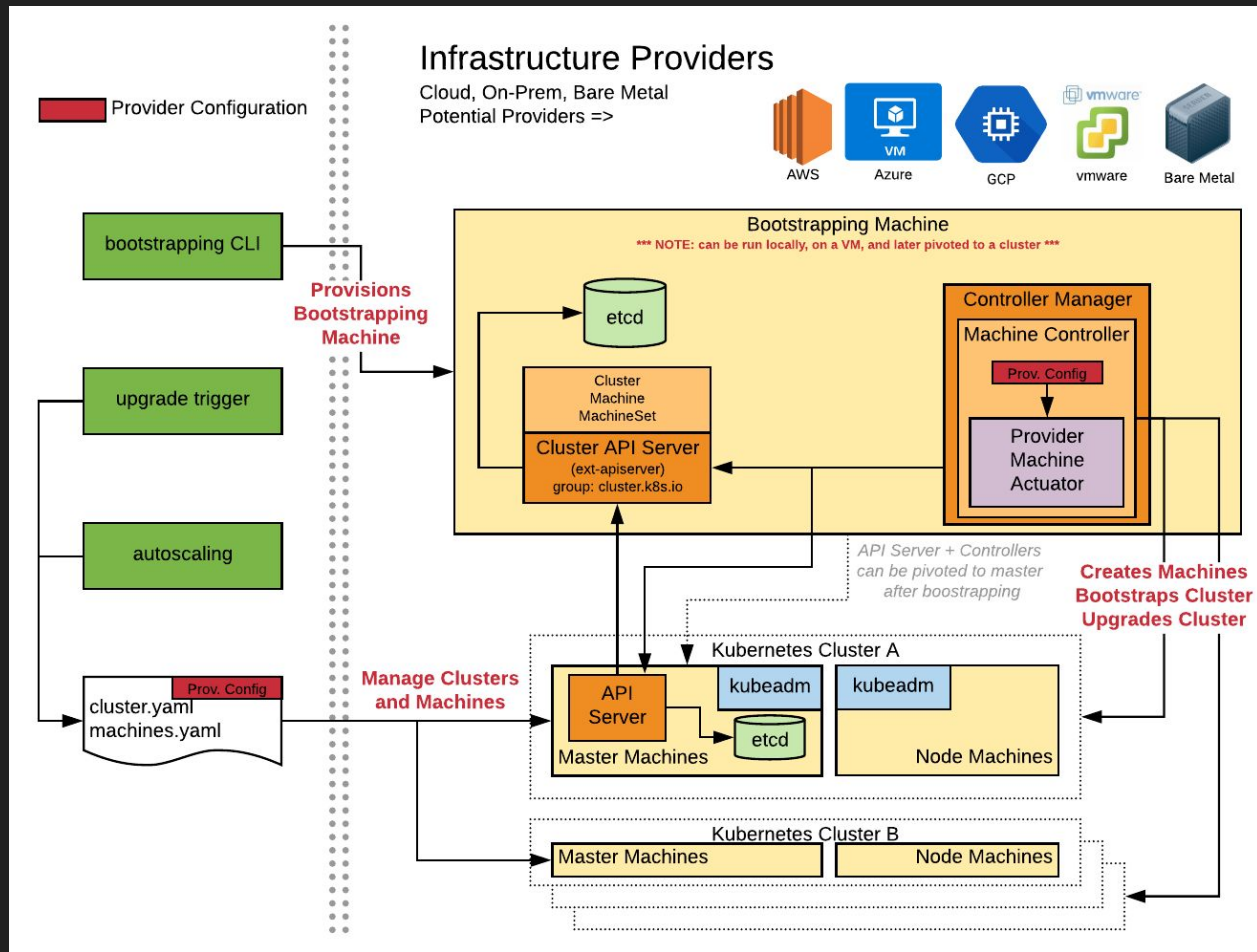 Infrastructure Providers
Cloud, On-Prem, Bare Metal
Potential Providers =>
Provider Configuration
vmware
VM
AWS
Azure
GCP
vmware
Bare Metal
bootstrapping CLI
upgrade trigger
autoscaling
Prov. Config
cluster.yaml
machines.yaml
Provisions
Bootstrapping
Machine
Bootstrapping Machine
*** NOTE: can be run locally, on a VM, and later pivoted to a cluster ***
etcd
Cluster
Machine
MachineSet
Cluster API Server
(ext-apiserver)
group: cluster.k8s.io
Controller Manager
Machine Controller
Prov. Config
Provider
Machine
Actuator
API Server + Controllers
can be pivoted to master
after boostrapping
Creates Machines
Bootstraps Cluster
Upgrades Cluster
Manage Clusters
and Machines
Kubernetes Cluster A
API
Server
kubeadm
etcd
Master Machines
kubeadm
Node Machines
Kubernetes Cluster B
Master Machines
Node Machines